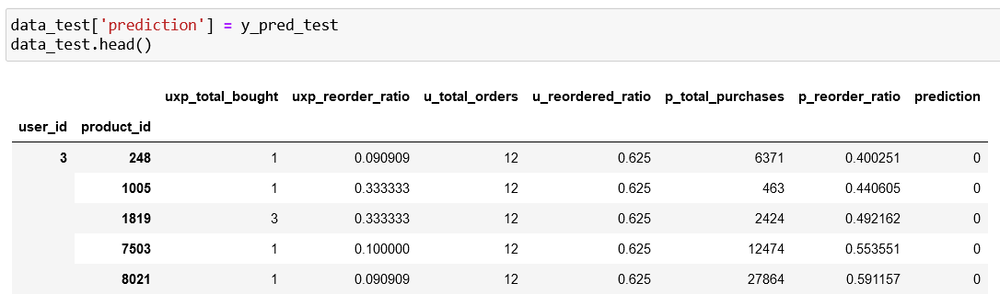 data_test['prediction'] = y_pred_test
data_test.head()
uxp_total_bought uxp_reorder_ratio u_total_orders u_reordered_ratio p_total_purchases p_reorder_ratio prediction
user_id product_id
3 248 1 0.090909 12 0.625 6371 0.400251 0
1005 1 0.333333 12 0.625 463 0.440605 0
1819 3 0.333333 12 0.625 2424 0.492162 0
7503 1 0.100000 12 0.625 12474 0.553551 0
8021 1 0.090909 12 0.625 27864 0.591157 0